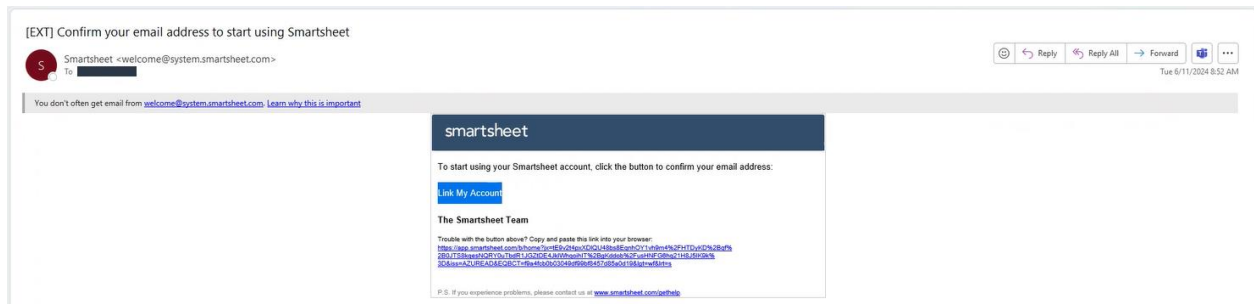 [EXT] Confirm your email address to start using Smartsheet
S
Smartsheet <welcome@system.smartsheet.com>
To
Reply
Reply All
Forward
Tue 6/11/2024 8:52 AM
You don't often get email from welcome@system.smartsheet.com. Learn why this is important
smartsheet
To start using your Smartsheet account, click the button to confirm your email address:
Link My Account
The Smartsheet Team
Trouble with the button above? Copy and paste this link into your browser:
P.S. If you experience problems, please contact us at www.smartsheet.com/gethelp.